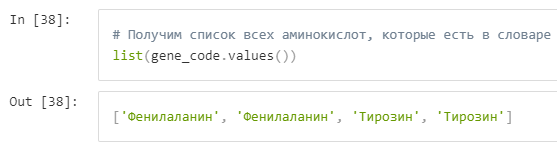 In [38]:
# Получим список всех аминокислот, которые есть в словаре
list(gene_code.values())
Out [38]:
['Фенилаланин', 'Фенилаланин', 'Тирозин', 'Тирозин']